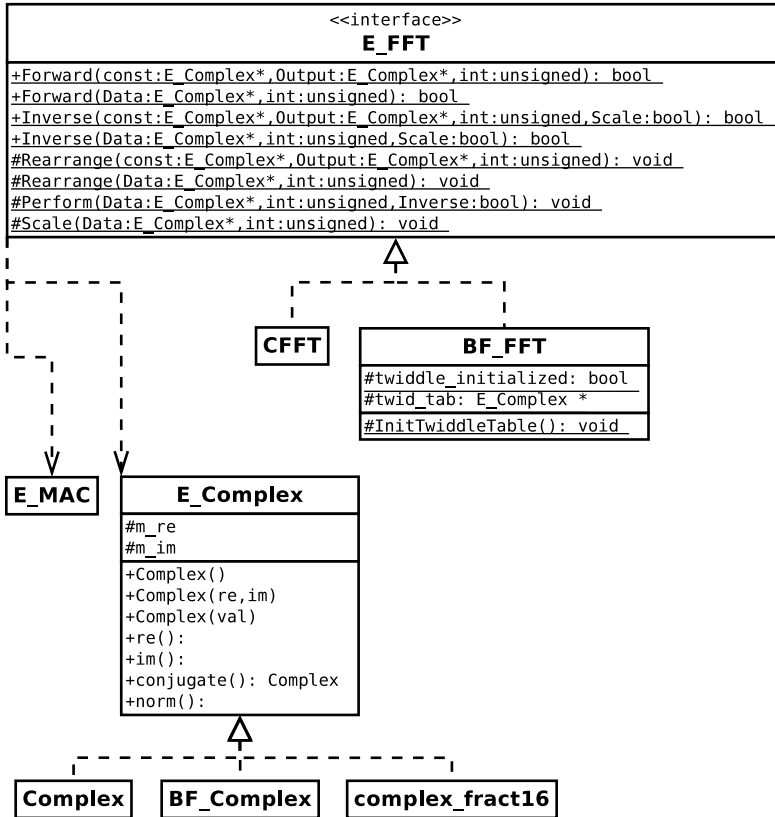 <<interface>>
E_FFT
+Forward(const:E_Complex*,Output:E_Complex*,int:unsigned): bool
+Forward(Data:E_Complex*,int:unsigned): bool
+Inverse(const:E_Complex*,Output:E_Complex*,int:unsigned,Scale:bool): bool
+Inverse(Data:E_Complex*,int:unsigned,Scale:bool): bool
#Rearrange(const:E_Complex*,Output:E_Complex*,int:unsigned): void
#Rearrange(Data:E_Complex*,int:unsigned): void
#Perform(Data:E_Complex*,int:unsigned,Inverse:bool): void
#Scale(Data:E_Complex*,int:unsigned): void
CFFT
BF_FFT
#twiddle_initialized: bool
#twid_tab: E_Complex *
#InitTwiddleTable(): void
E_MAC
E_Complex
#m_re
#m_im
+Complex()
+Complex(re,im)
+Complex(val)
+re():
+im():
+conjugate(): Complex
+norm():
Complex
BF_Complex
complex_fract16